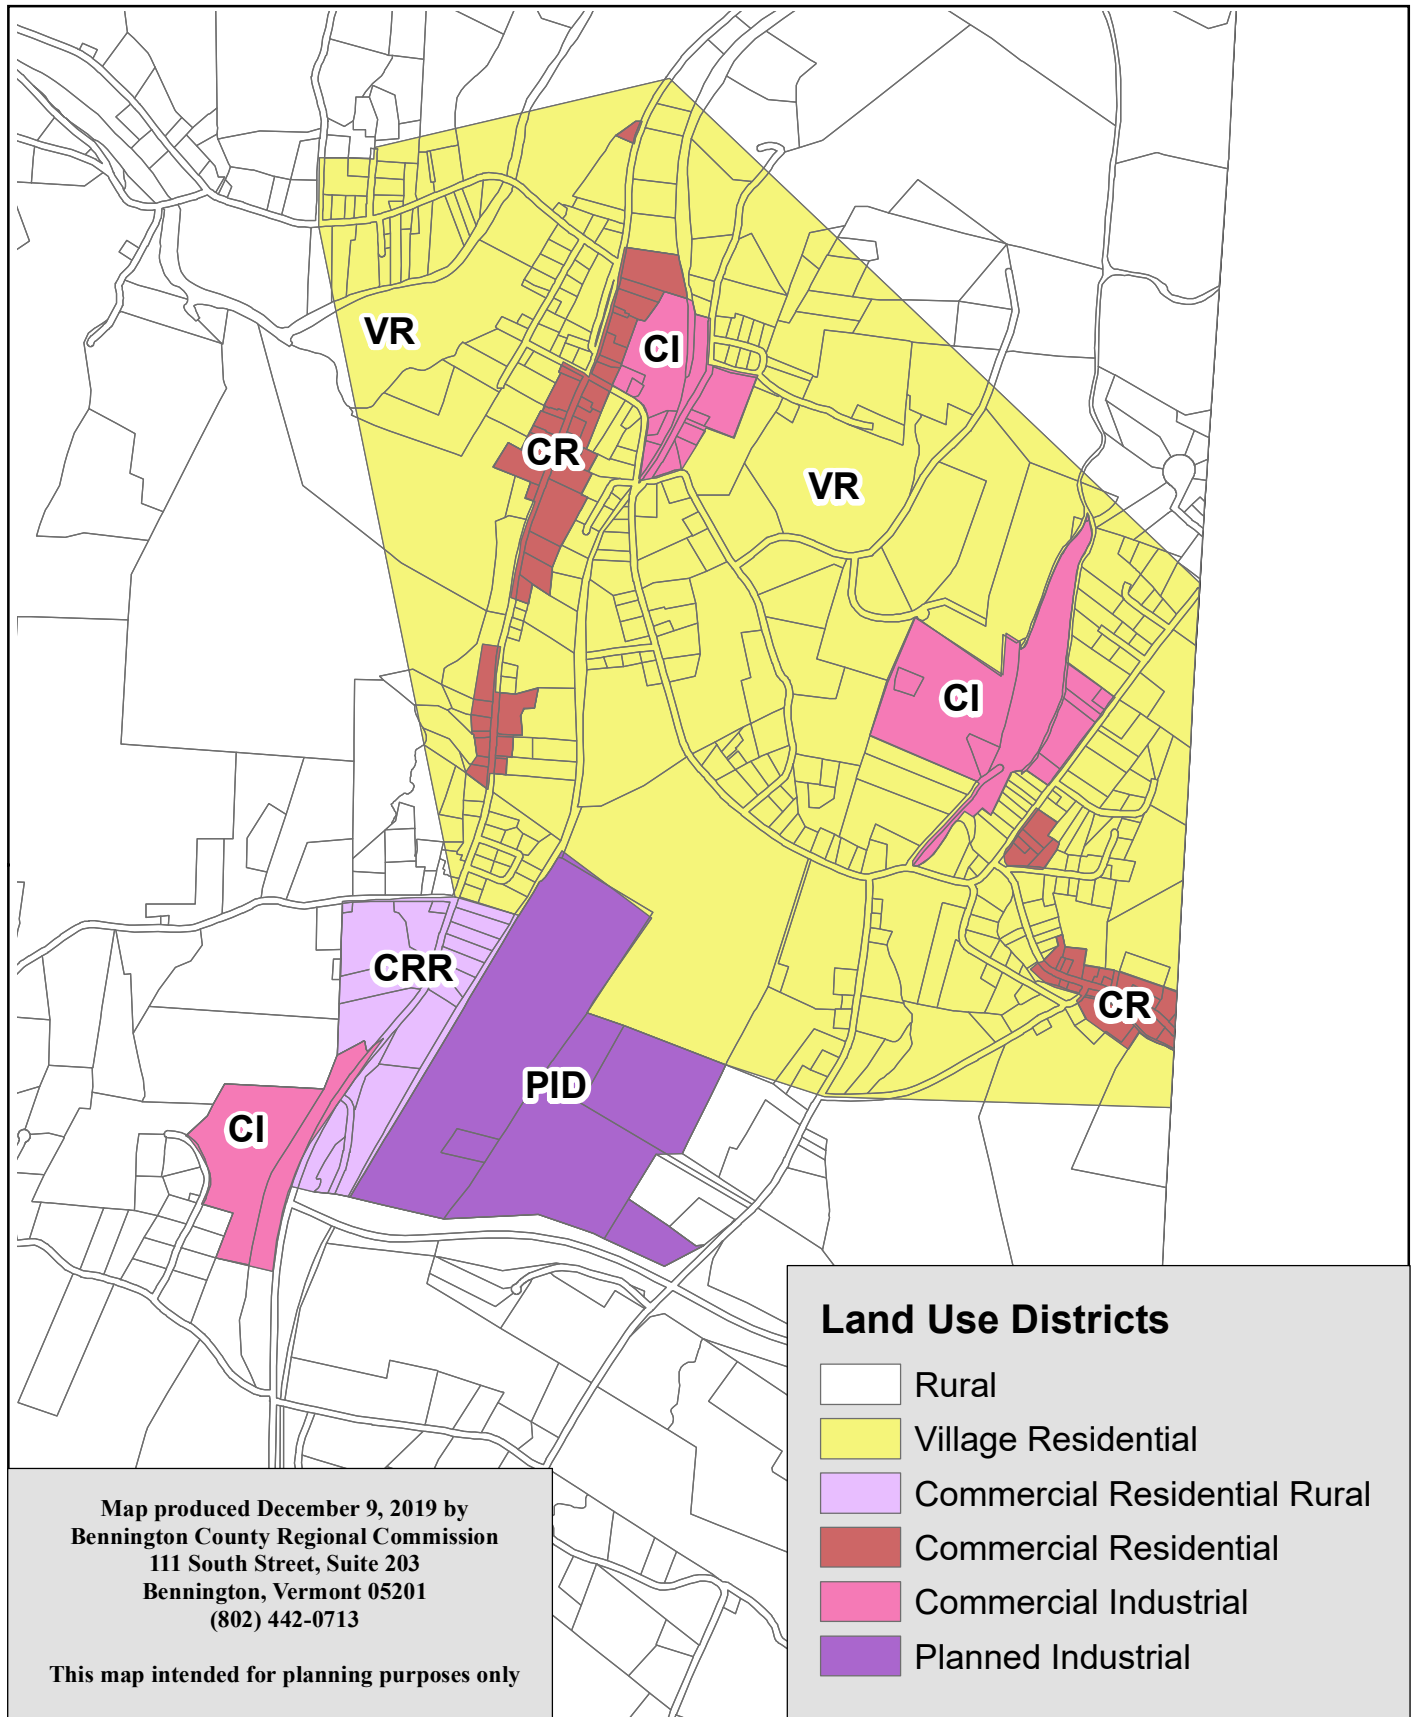 VR
CI
CR
VR
CI
CRR
CR
PID
CI
Land Use Districts
Rural
Village Residential
Commercial Residential Rural
Commercial Residential
Commercial Industrial
Planned Industrial
Map produced December 9, 2019 by
Bennington County Regional Commission
111 South Street, Suite 203
Bennington, Vermont 05201
(802) 442-0713
This map intended for planning purposes only